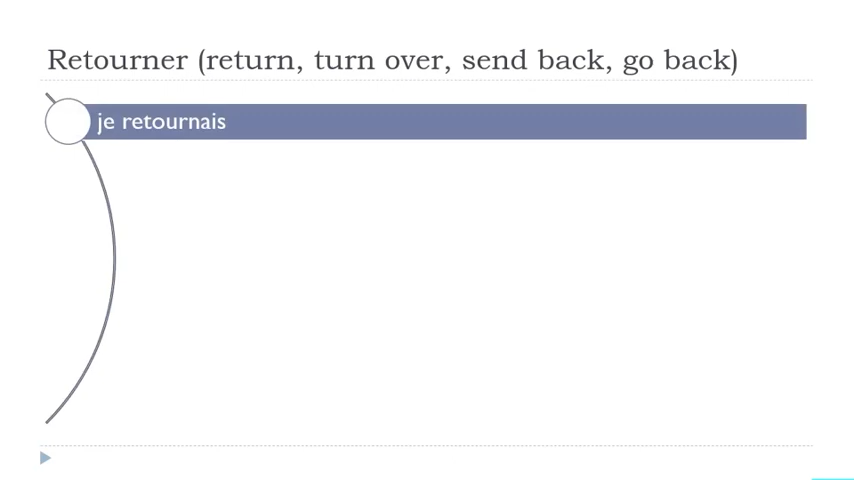 Retourner (return, turn over, send back, go back)
je retournais